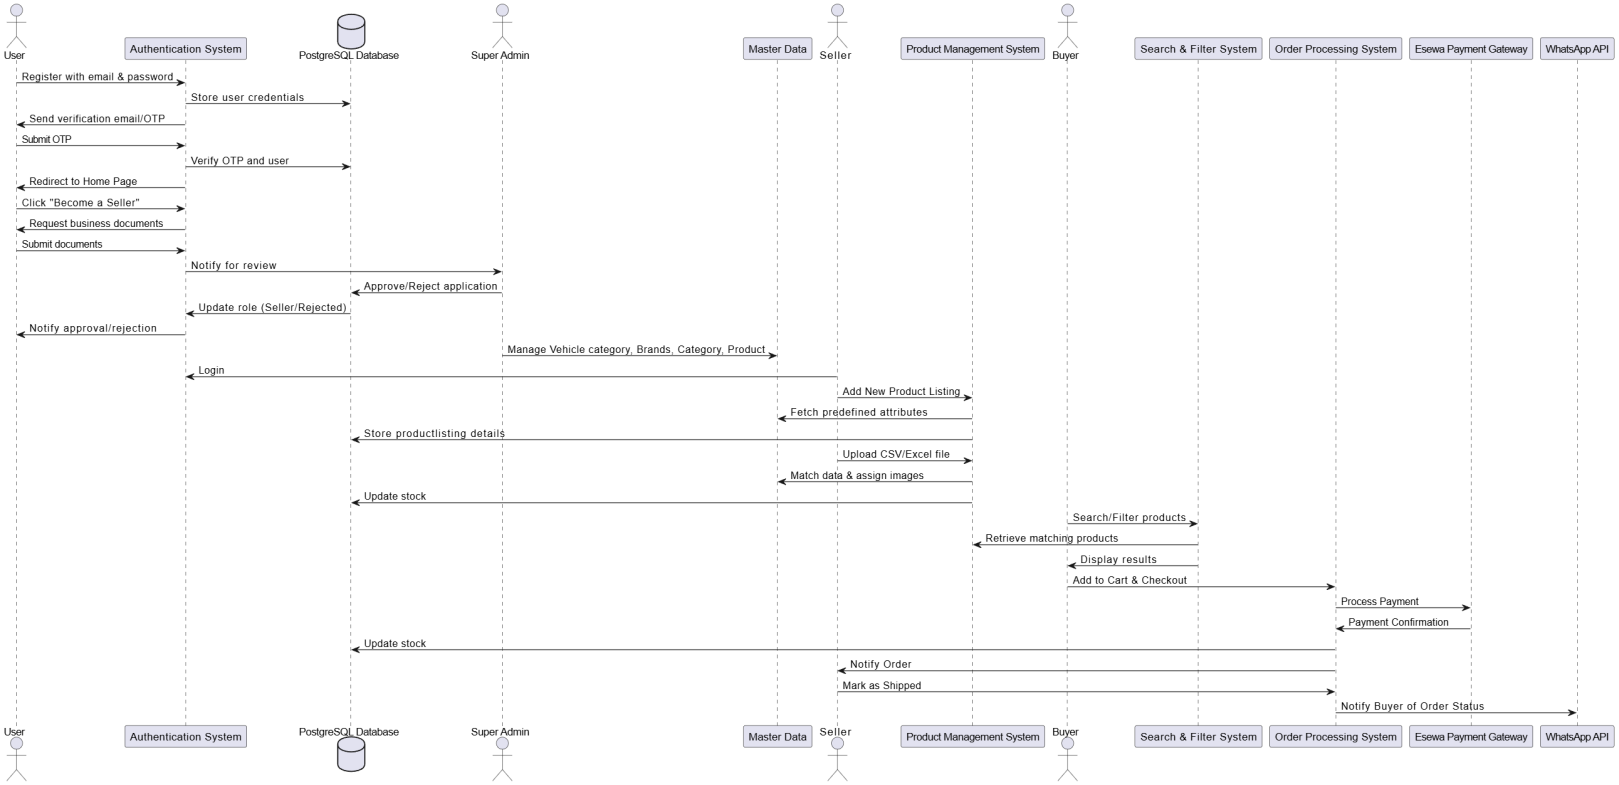 User
Authentication System
PostgreSQL Database
Super Admin
Master Data
Seller
Product Management System
Buyer
Search & Filter System
Order Processing System
Esewa Payment Gateway
WhatsApp API
Register with email & password
Store user credentials
Send verification email/OTP
Submit OTP
Verify OTP and user
Redirect to Home Page
Click "Become a Seller"
Request business documents
Submit documents
Notify for review
Approve/Reject application
Update role (Seller/Rejected)
Notify approval/rejection
Manage Vehicle category, Brands, Category, Product
Login
Add New Product Listing
Fetch predefined attributes
Store productlisting details
Upload CSV/Excel file
Match data & assign images
Update stock
Search/Filter products
Retrieve matching products
Display results
Add to Cart & Checkout
Process Payment
Payment Confirmation
Update stock
Notify Order
Mark as Shipped
Notify Buyer of Order Status
User
Authentication System
PostgreSQL Database
Super Admin
Master Data
Seller
Product Management System
Buyer
Search & Filter System
Order Processing System
Esewa Payment Gateway
WhatsApp API